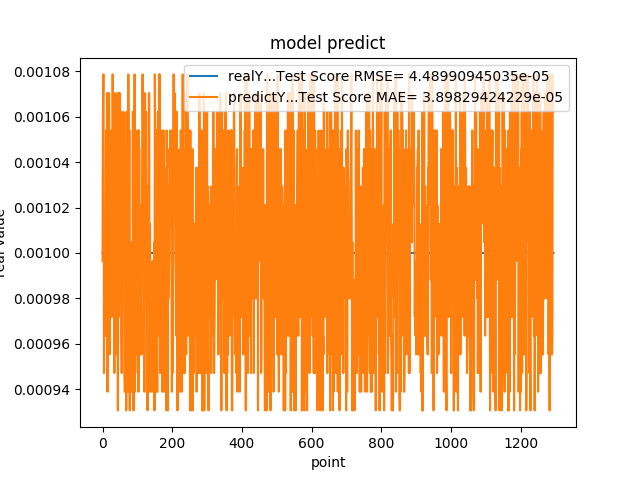 model predict
realY...Test Score RMSE= 4.48990945035e-05
predictY...Test Score MAE= 3.89829424229e-05
0.00108
0.00106
0.00104
0.00102
0.00100
0.00098
0.00096
0.00094
real value
0 200 400 600 800 1000 1200
point